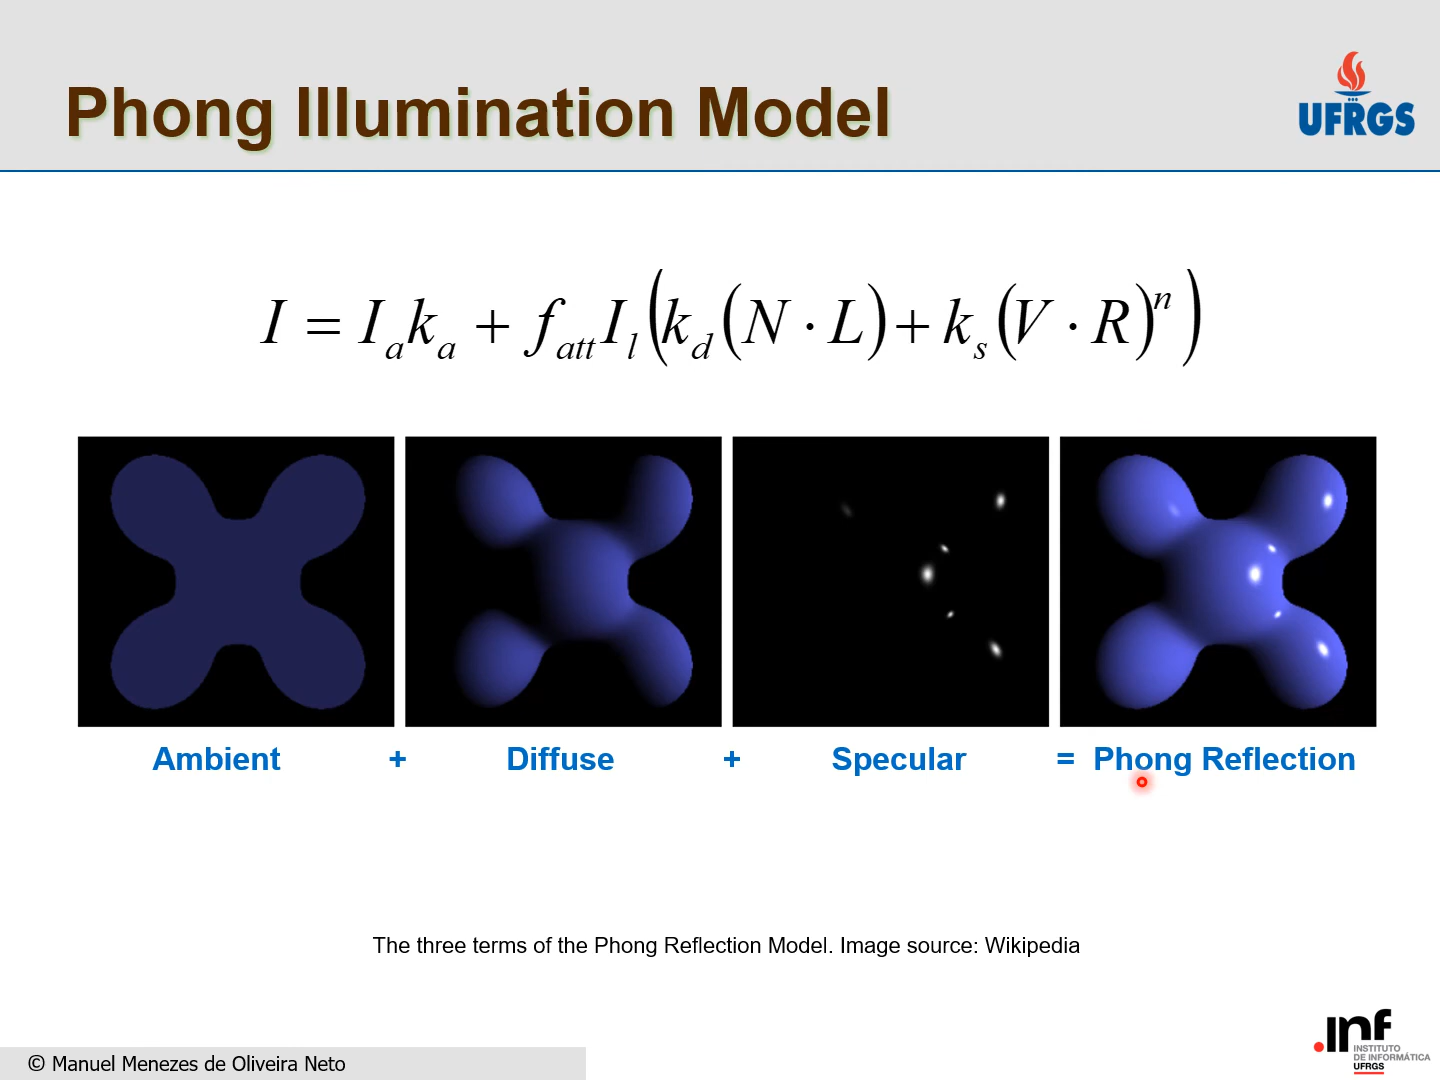 Phong Illumination Model
UFRGS
I = I_a k_a + f_att I_l (k_d (N · L) + k_s (V · R)^n)
Ambient + Diffuse + Specular = Phong Reflection
The three terms of the Phong Reflection Model. Image source: Wikipedia
.inf
INSTITUTO
DE INFORMÁTICA
UFRGS
© Manuel Menezes de Oliveira Neto